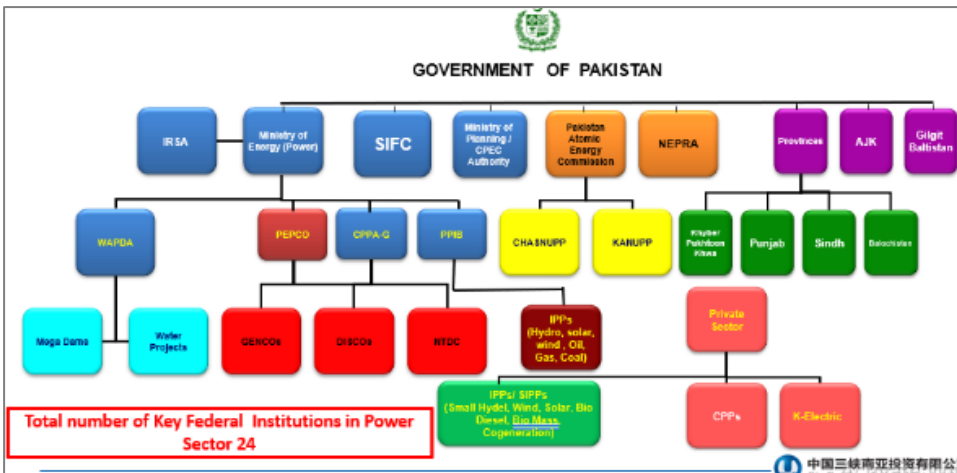 GOVERNMENT OF PAKISTAN
IRSA
Ministry of
Energy (Power)
SIFC
Ministry of
Planning /
CPEC
Authority
Pakistan
Atomic
Energy
Commission
NEPRA
Provinces
AJK
Gilgit
Baltistan
WAPDA
PEPCO
CPPA-G
PPIB
CHASNUPP
KANUPP
Khyber
Pukhtoon
Khwa
Punjab
Sindh
Balochistan
Mega Dams
Water
Projects
GENCOs
DISCOs
NTDC
IPPs
(Hydro, solar,
wind , Oil,
Gas, Coal)
Private
Sector
IPPs/ SIPPs
(Small Hydel, Wind, Solar, Bio
Diesel, Bio Mass,
Cogeneration)
CPPs
K-Electric
Total number of Key Federal Institutions in Power
Sector 24
中国三峡南亚投资有限公